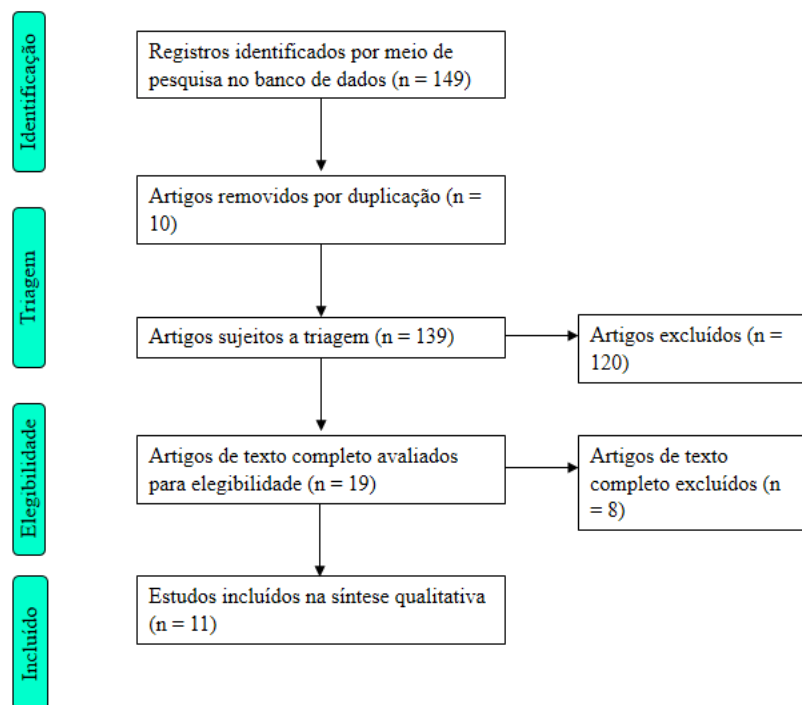 Identificação
Registros identificados por meio de
pesquisa no banco de dados (n = 149)
Artigos removidos por duplicação (n =
10)
Triagem
Artigos sujeitos a triagem (n = 139)
Artigos excluídos (n =
120)
Elegibilidade
Artigos de texto completo avaliados
para elegibilidade (n = 19)
Artigos de texto
completo excluídos (n
= 8)
Incluído
Estudos incluídos na síntese qualitativa
(n = 11)